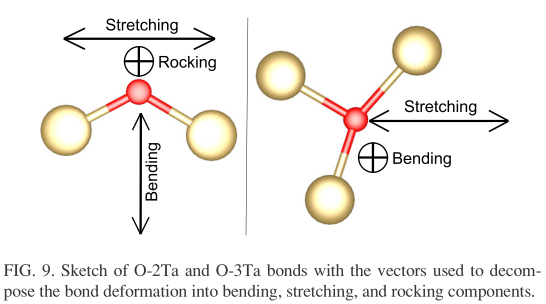 Stretching
Rocking
Bending
Stretching
Bending
FIG. 9. Sketch of O-2Ta and O-3Ta bonds with the vectors used to decom-
pose the bond deformation into bending, stretching, and rocking components.